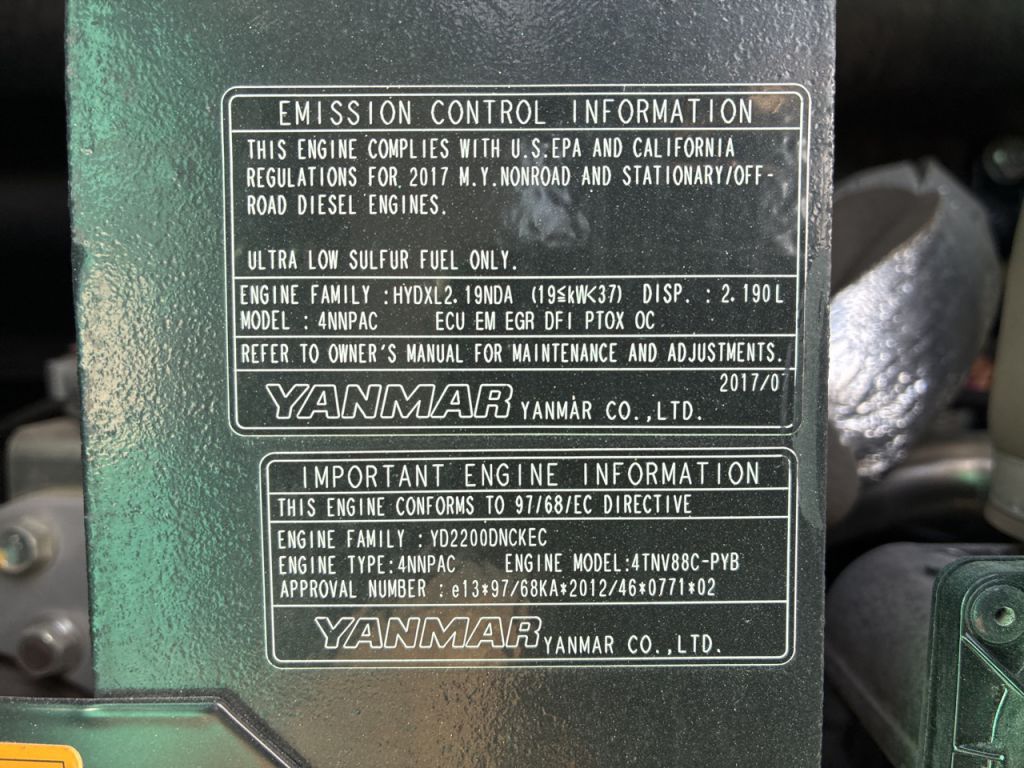 EMISSION CONTROL INFORMATION
THIS ENGINE COMPLIES WITH U.S.EPA AND CALIFORNIA
REGULATIONS FOR 2017 M.Y.NONROAD AND STATIONARY/OFF-
ROAD DIESEL ENGINES.
ULTRA LOW SULFUR FUEL ONLY.
ENGINE FAMILY :HYDXL2.19NDA (19≦kW<37) DISP. : 2.190L
MODEL : 4NNPAC ECU EM EGR DFI PTOX OC
REFER TO OWNER'S MANUAL FOR MAINTENANCE AND ADJUSTMENTS.
2017/07
YANMAR YANMAR CO.,LTD.
IMPORTANT ENGINE INFORMATION
THIS ENGINE CONFORMS TO 97/68/EC DIRECTIVE
ENGINE FAMILY : YD2200DNCKEC
ENGINE TYPE:4NNPAC ENGINE MODEL:4TNV88C-PYB
APPROVAL NUMBER :e13*97/68KA*2012/46*0771*02
YANMAR YANMAR CO.,LTD.